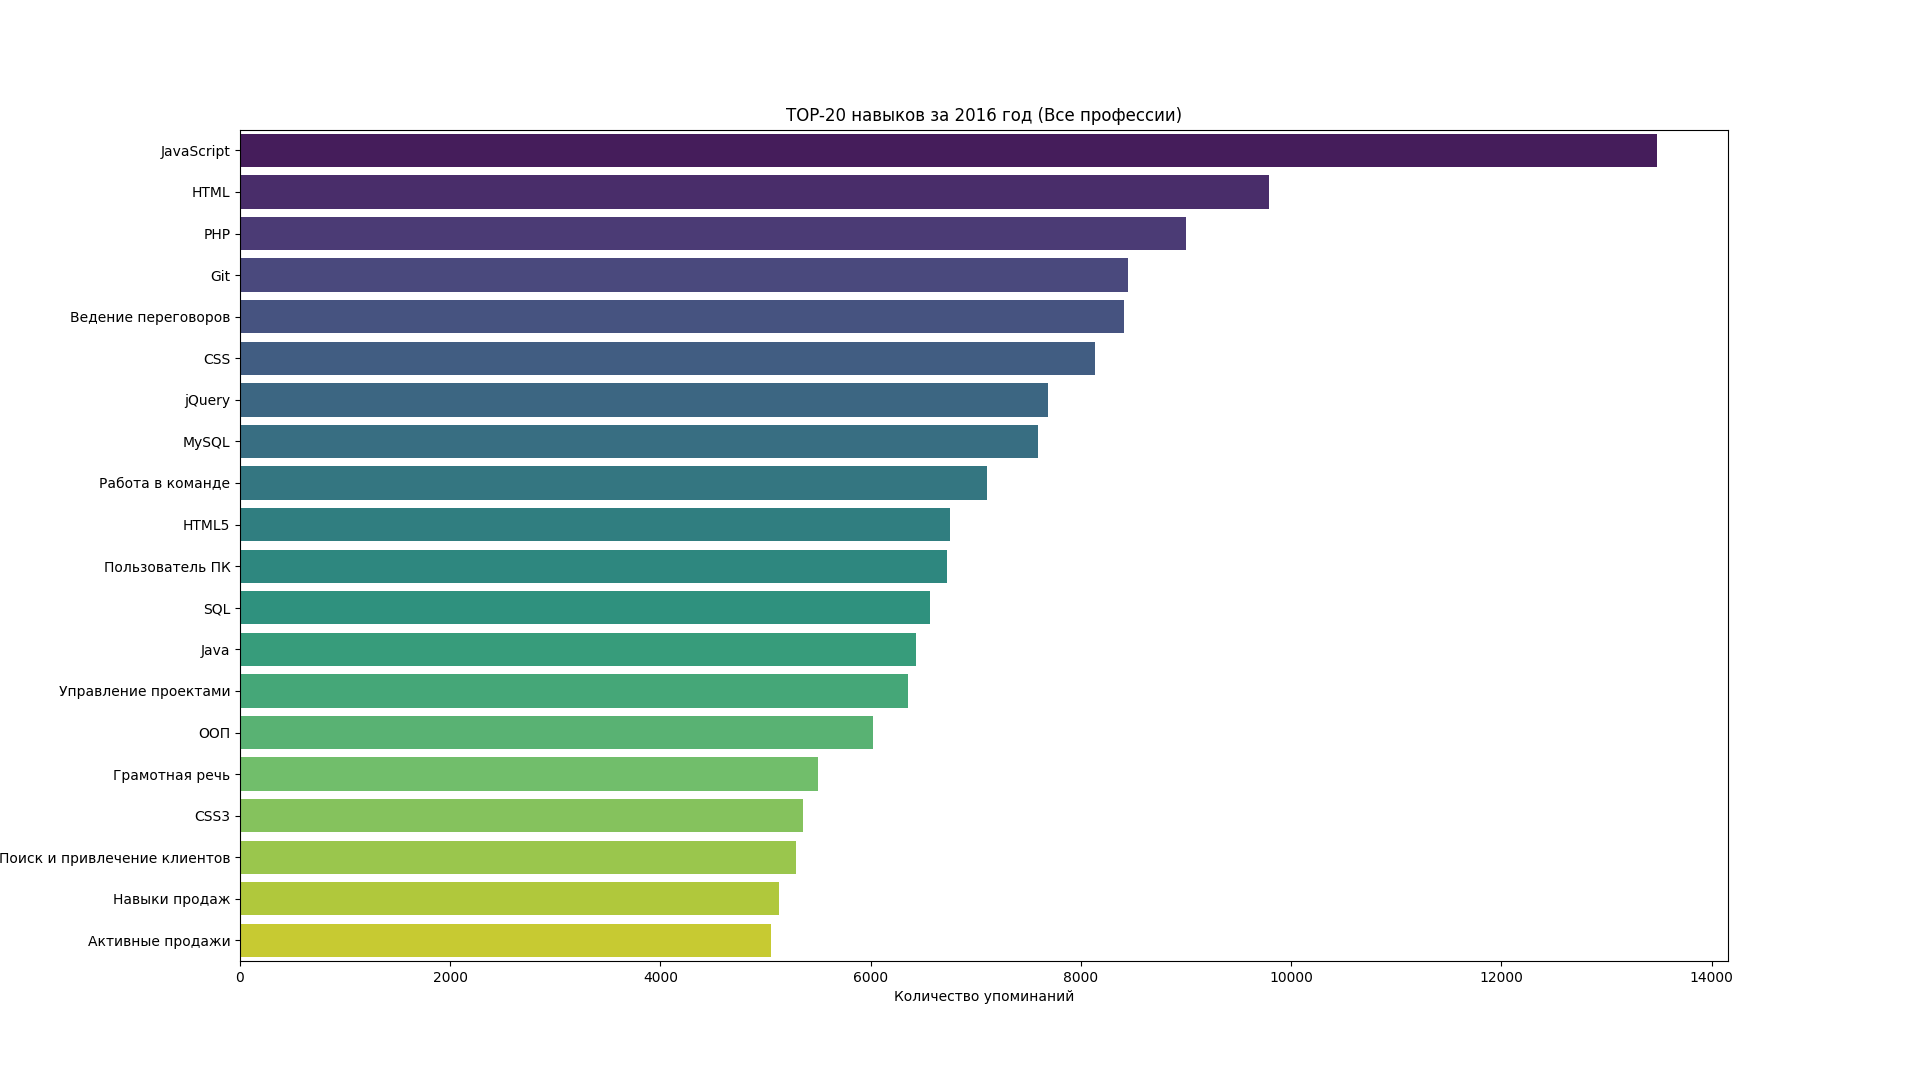 TOP-20 навыков за 2016 год (Все профессии)
JavaScript
HTML
PHP
Git
Ведение переговоров
CSS
jQuery
MySQL
Работа в команде
HTML5
Пользователь ПК
SQL
Java
Управление проектами
ООП
Грамотная речь
CSS3
Поиск и привлечение клиентов
Навыки продаж
Активные продажи
0 2000 4000 6000 8000 10000 12000 14000
Количество упоминаний